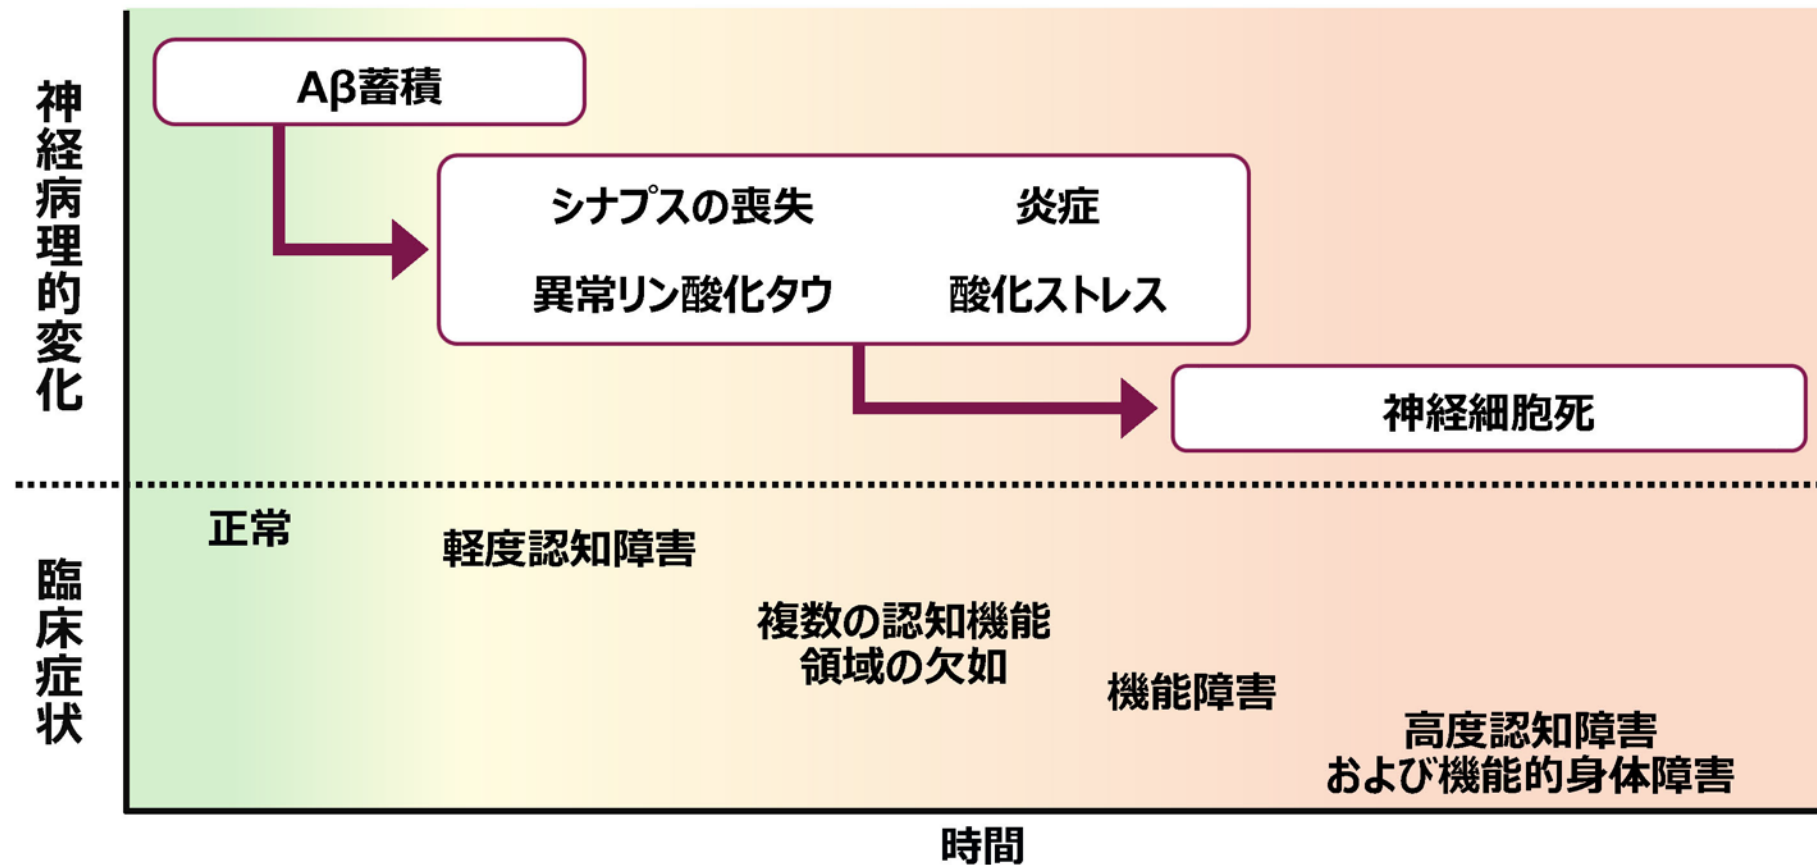 神経病理的変化
Aβ蓄積
シナプスの喪失
炎症
異常リン酸化タウ
酸化ストレス
神経細胞死
臨床症状
正常
軽度認知障害
複数の認知機能
領域の欠如
機能障害
高度認知障害
および機能的身体障害
時間